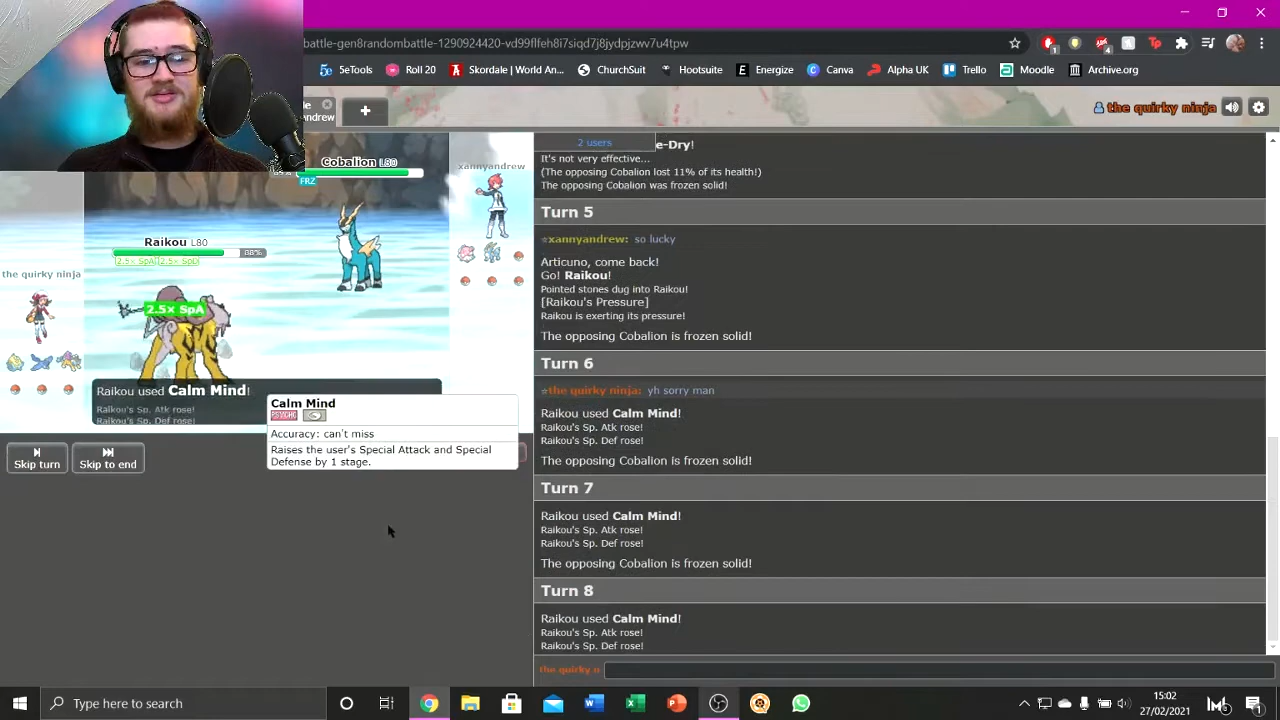 battle-gen8randombattle-1290924420-vd99flfeh8i7siqd7j8jydpjzwv7u4tpw
5eTools Roll 20 Skordale | World An... ChurchSuit Hootsuite Energize Canva Alpha UK Trello Moodle Archive.org
andrew
the quirky ninja
Cobalion L80
FRZ
xannyandrew
Raikou L80
88%
2.5× SpA 2.5× SpD
the quirky ninja
2.5× SpA
Raikou used Calm Mind!
Raikou's Sp. Atk rose!
Raikou's Sp. Def rose!
Calm Mind
PSYCHC
Accuracy: can't miss
Raises the user's Special Attack and Special
Defense by 1 stage.
Skip turn
Skip to end
2 users
e-Dry!
It's not very effective...
(The opposing Cobalion lost 11% of its health!)
The opposing Cobalion was frozen solid!
Turn 5
☆xannyandrew: so lucky
Articuno, come back!
Go! Raikou!
Pointed stones dug into Raikou!
[Raikou's Pressure]
Raikou is exerting its pressure!
The opposing Cobalion is frozen solid!
Turn 6
☆the quirky ninja: yh sorry man
Raikou used Calm Mind!
Raikou's Sp. Atk rose!
Raikou's Sp. Def rose!
The opposing Cobalion is frozen solid!
Turn 7
Raikou used Calm Mind!
Raikou's Sp. Atk rose!
Raikou's Sp. Def rose!
The opposing Cobalion is frozen solid!
Turn 8
Raikou used Calm Mind!
Raikou's Sp. Atk rose!
Raikou's Sp. Def rose!
the quirky n
Type here to search
15:02
27/02/2021